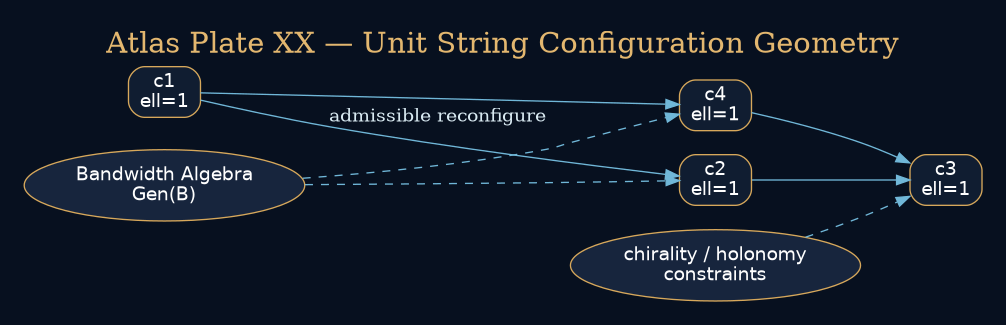 Atlas Plate XX — Unit String Configuration Geometry
c1
ell=1
c4
ell=1
admissible reconfigure
Bandwidth Algebra
Gen(B)
c2
ell=1
c3
ell=1
chirality / holonomy
constraints